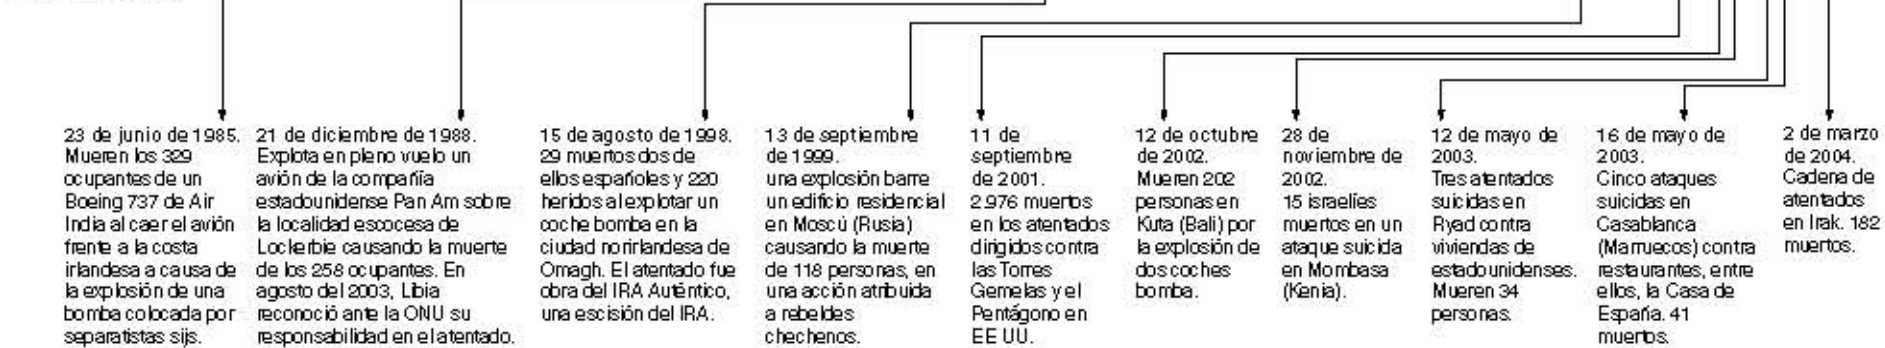 23 de junio de 1985.
Mueren los 329
ocupantes de un
Boeing 737 de Air
India al caer el avión
frente a la costa
irlandesa a causa de
la explosión de una
bomba colocada por
separatistas sijs.
21 de diciembre de 1988.
Explota en pleno vuelo un
avión de la compañía
estadounidense Pan Am sobre
la localidad escocesa de
Lockerbie causando la muerte
de los 258 ocupantes. En
agosto del 2003, Libia
reconoció ante la ONU su
responsabilidad en el atentado.
15 de agosto de 1998.
29 muertos dos de
ellos españoles y 220
heridos al explotar un
coche bomba en la
ciudad norirlandesa de
Omagh. El atentado fue
obra del IRA Auténtico,
una escisión del IRA.
13 de septiembre
de 1999.
una explosión barre
un edificio residencial
en Moscú (Rusia)
causando la muerte
de 118 personas, en
una acción atribuida
a rebeldes
chechenos.
11 de
septiembre
de 2001.
2.976 muertos
en los atentados
dirigidos contra
las Torres
Gemelas y el
Pentágono en
EE UU.
12 de octubre
de 2002.
Mueren 202
personas en
Kuta (Bali) por
la explosión de
dos coches
bomba.
28 de
noviembre de
2002.
15 israelíes
muertos en un
ataque suicida
en Mombasa
(Kenia).
12 de mayo de
2003.
Tres atentados
suicidas en
Ryad contra
viviendas de
estadounidenses.
Mueren 34
personas.
16 de mayo de
2003.
Cinco ataques
suicidas en
Casablanca
(Marruecos) contra
restaurantes, entre
ellos, la Casa de
España. 41
muertos.
2 de marzo
de 2004.
Cadena de
atentados
en Irak. 182
muertos.